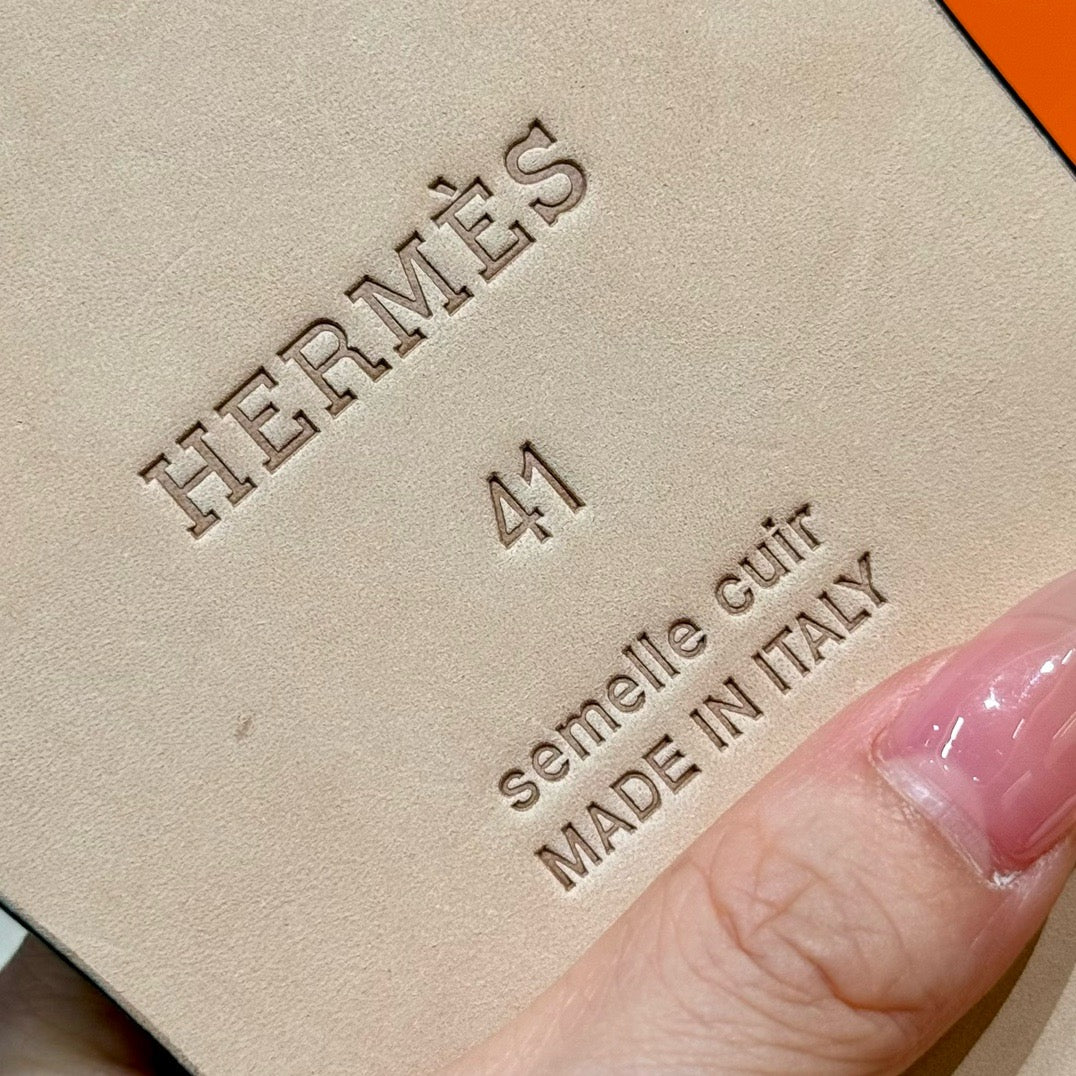 HERMÈS
41
semelle cuir
MADE IN ITALY